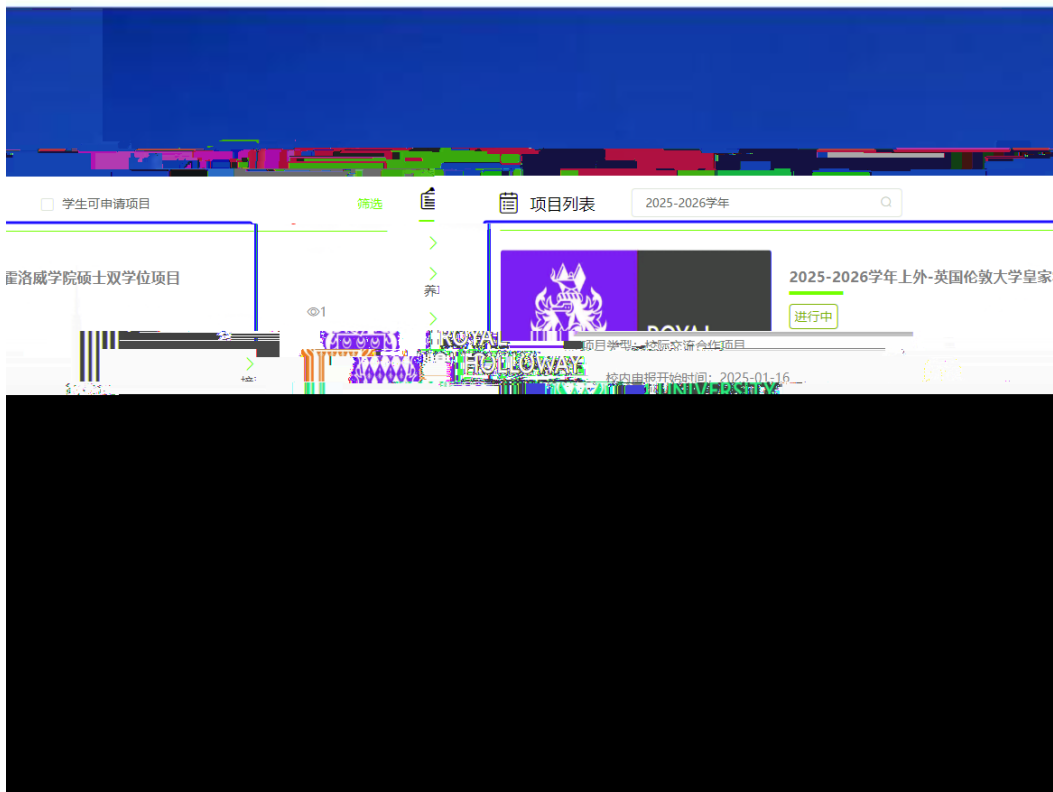 学生可申请项目
筛选
项目列表
2025-2026学年
霍洛威学院硕士双学位项目
2025-2026学年上外-英国伦敦大学皇家
1
进行中
ROYAL
项目类型：校际交流合作项目
ROYAL
HOLLOWAY
校内申报开始时间：2025-01-16
UNIVERSITY